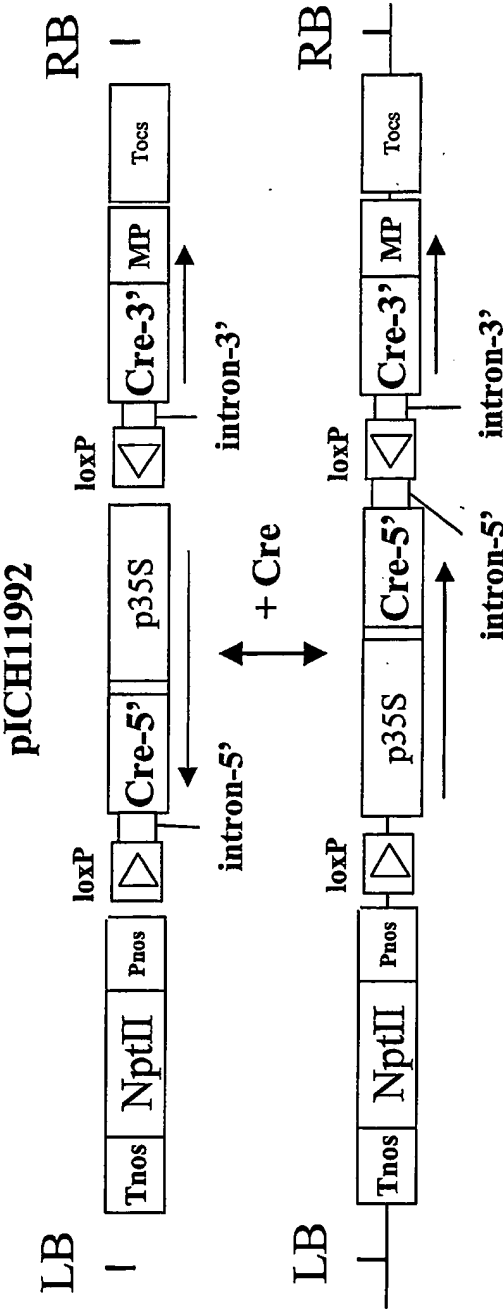 pICH11992
LB Tnos NptII Pnos loxP Cre-5' p35S loxP Cre-3' MP Tocs RB
intron-5' intron-3'
+ Cre
LB Tnos NptII Pnos loxP p35S Cre-5' loxP Cre-3' MP Tocs RB
intron-5' intron-3'